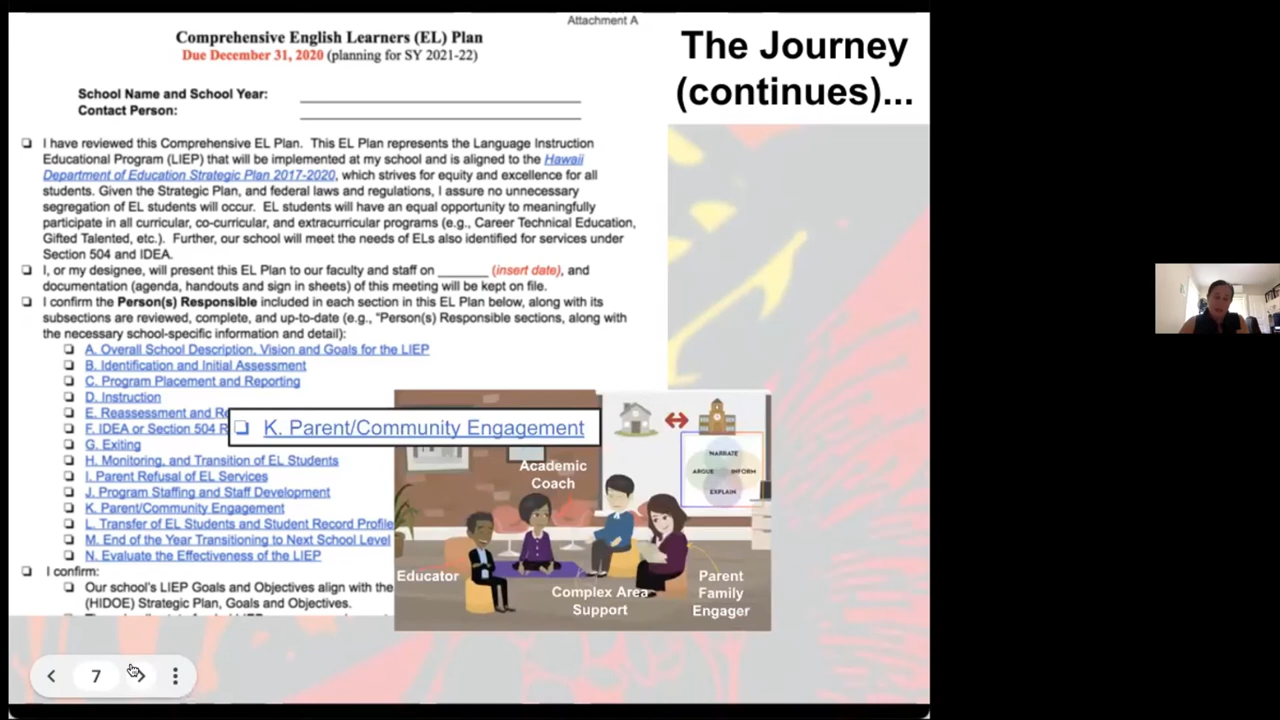 Attachment A
Comprehensive English Learners (EL) Plan
Due December 31, 2020 (planning for SY 2021-22)
School Name and School Year:
Contact Person:
I have reviewed this Comprehensive EL Plan. This EL Plan represents the Language Instruction
Educational Program (LIEP) that will be implemented at my school and is aligned to the Hawaii
Department of Education Strategic Plan 2017-2020, which strives for equity and excellence for all
students. Given the Strategic Plan, and federal laws and regulations, I assure no unnecessary
segregation of EL students will occur. EL students will have an equal opportunity to meaningfully
participate in all curricular, co-curricular, and extracurricular programs (e.g., Career Technical Education,
Gifted Talented, etc.). Further, our school will meet the needs of ELs also identified for services under
Section 504 and IDEA.
I, or my designee, will present this EL Plan to our faculty and staff on ______ (insert date), and
documentation (agenda, handouts and sign in sheets) of this meeting will be kept on file.
I confirm the Person(s) Responsible included in each section in this EL Plan below, along with its
subsections are reviewed, complete, and up-to-date (e.g., "Person(s) Responsible sections, along with
the necessary school-specific information and detail):
A. Overall School Description, Vision and Goals for the LIEP
B. Identification and Initial Assessment
C. Program Placement and Reporting
D. Instruction
E. Reassessment and Re
F. IDEA or Section 504 R
G. Exiting
H. Monitoring, and Transition of EL Students
I. Parent Refusal of EL Services
J. Program Staffing and Staff Development
K. Parent/Community Engagement
L. Transfer of EL Students and Student Record Profile
M. End of the Year Transitioning to Next School Level
N. Evaluate the Effectiveness of the LIEP
I confirm:
Our school's LIEP Goals and Objectives align with the
(HIDOE) Strategic Plan, Goals and Objectives.
The Journey
(continues)...
K. Parent/Community Engagement
NARRATE
ARGUE
INFORM
EXPLAIN
Academic
Coach
Educator
Complex Area
Support
Parent
Family
Engager
7